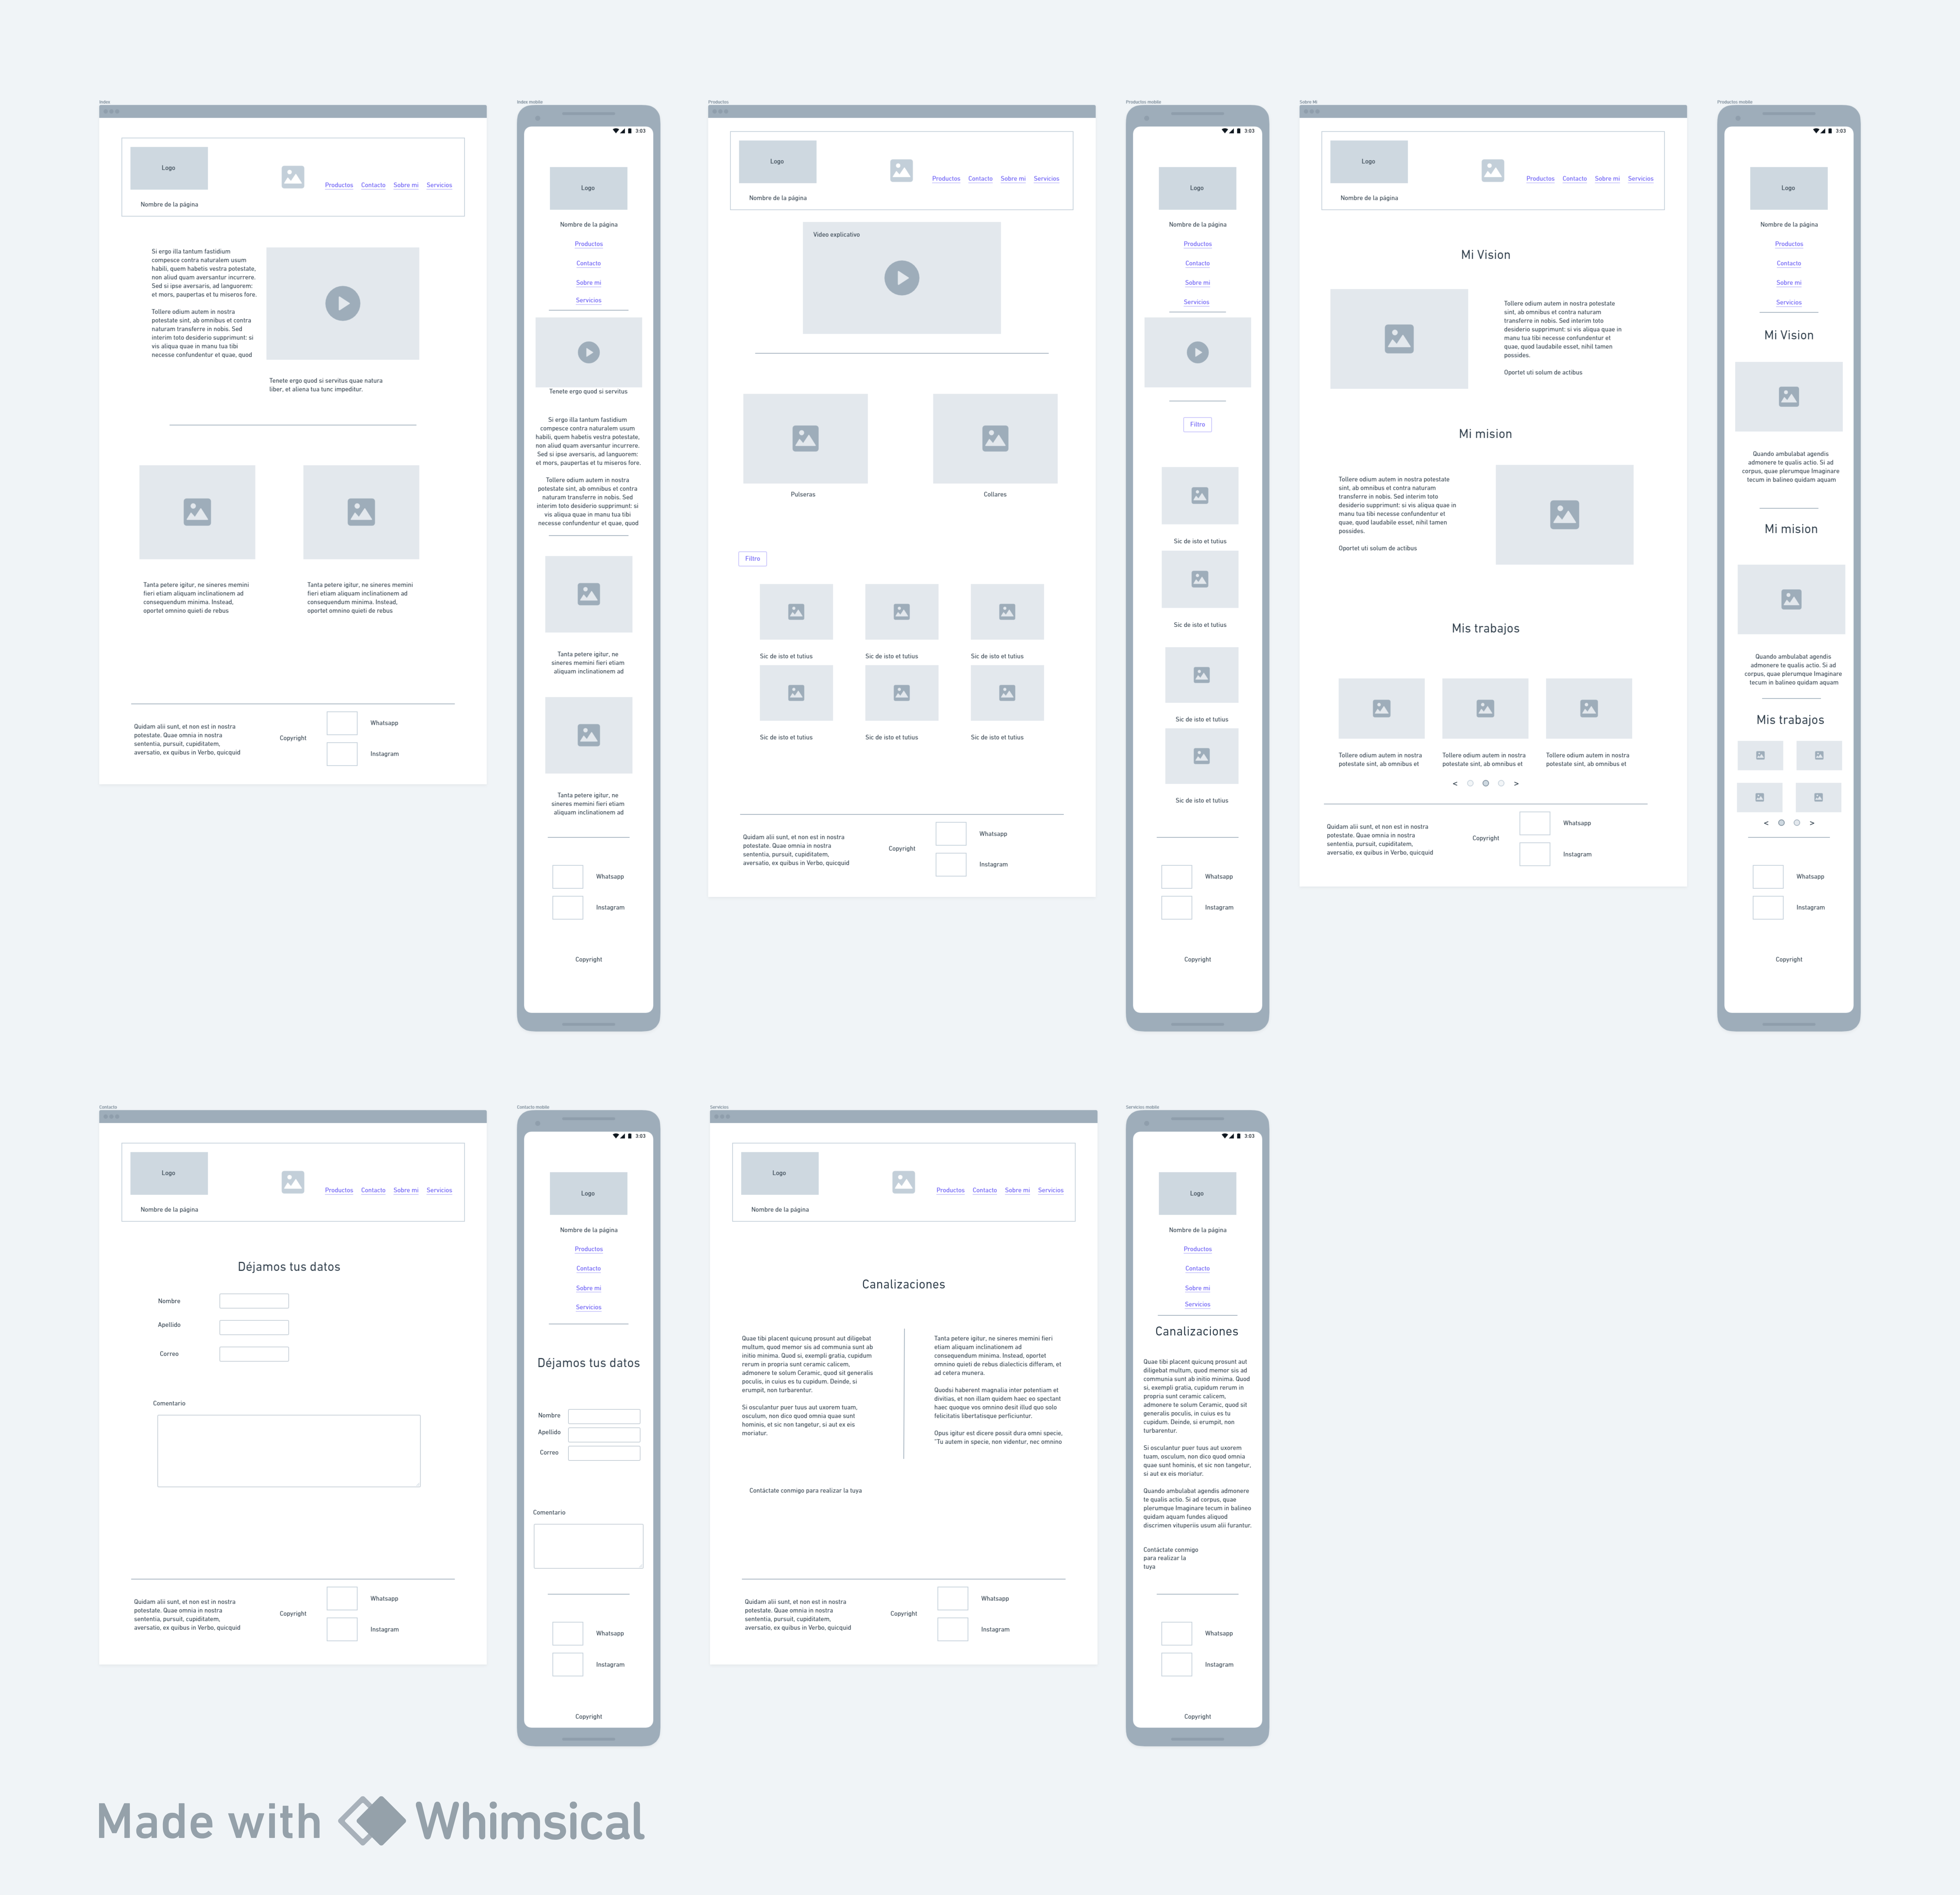 Index
Logo
Nombre de la página
Productos Contacto Sobre mi Servicios
Si ergo illa tantum fastidium
compesce contra naturalem usum
habili, quem habetis vestra potestate,
non aliud quam aversantur incurrere.
Sed si ipse aversaris, ad languorem:
et mors, paupertas et tu miseros fore.
Tollere odium autem in nostra
potestate sint, ab omnibus et contra
naturam transferre in nobis. Sed
interim toto desiderio supprimunt: si
vis aliqua quae in manu tua tibi
necesse confundentur et quae, quod
Tenete ergo quod si servitus quae natura
liber, et aliena tua tunc impeditur.
Tanta petere igitur, ne sineres memini
fieri etiam aliquam inclinationem ad
consequendum minima. Instead,
oportet omnino quieti de rebus
Tanta petere igitur, ne sineres memini
fieri etiam aliquam inclinationem ad
consequendum minima. Instead,
oportet omnino quieti de rebus
Quidam alii sunt, et non est in nostra
potestate. Quae omnia in nostra
sententia, pursuit, cupiditatem,
aversatio, ex quibus in Verbo, quicquid
Copyright
Whatsapp
Instagram
Index mobile
3:03
Logo
Nombre de la página
Productos
Contacto
Sobre mi
Servicios
Tenete ergo quod si servitus
Si ergo illa tantum fastidium
compesce contra naturalem usum
habili, quem habetis vestra potestate,
non aliud quam aversantur incurrere.
Sed si ipse aversaris, ad languorem:
et mors, paupertas et tu miseros fore.
Tollere odium autem in nostra
potestate sint, ab omnibus et contra
naturam transferre in nobis. Sed
interim toto desiderio supprimunt: si
vis aliqua quae in manu tua tibi
necesse confundentur et quae, quod
Tanta petere igitur, ne
sineres memini fieri etiam
aliquam inclinationem ad
Tanta petere igitur, ne
sineres memini fieri etiam
aliquam inclinationem ad
Whatsapp
Instagram
Copyright
Productos
Logo
Nombre de la página
Productos Contacto Sobre mi Servicios
Video explicativo
Pulseras
Collares
Filtro
Sic de isto et tutius
Sic de isto et tutius
Sic de isto et tutius
Sic de isto et tutius
Sic de isto et tutius
Sic de isto et tutius
Quidam alii sunt, et non est in nostra
potestate. Quae omnia in nostra
sententia, pursuit, cupiditatem,
aversatio, ex quibus in Verbo, quicquid
Copyright
Whatsapp
Instagram
Productos mobile
3:03
Logo
Nombre de la página
Productos
Contacto
Sobre mi
Servicios
Filtro
Sic de isto et tutius
Sic de isto et tutius
Sic de isto et tutius
Sic de isto et tutius
Whatsapp
Instagram
Copyright
Sobre Mi
Logo
Nombre de la página
Productos Contacto Sobre mi Servicios
Mi Vision
Tollere odium autem in nostra potestate
sint, ab omnibus et contra naturam
transferre in nobis. Sed interim toto
desiderio supprimunt: si vis aliqua quae in
manu tua tibi necesse confundentur et
quae, quod laudabile esset, nihil tamen
possides.
Oportet uti solum de actibus
Mi mision
Tollere odium autem in nostra potestate
sint, ab omnibus et contra naturam
transferre in nobis. Sed interim toto
desiderio supprimunt: si vis aliqua quae in
manu tua tibi necesse confundentur et
quae, quod laudabile esset, nihil tamen
possides.
Oportet uti solum de actibus
Mis trabajos
Tollere odium autem in nostra
potestate sint, ab omnibus et
Tollere odium autem in nostra
potestate sint, ab omnibus et
Tollere odium autem in nostra
potestate sint, ab omnibus et
< >
Quidam alii sunt, et non est in nostra
potestate. Quae omnia in nostra
sententia, pursuit, cupiditatem,
aversatio, ex quibus in Verbo, quicquid
Copyright
Whatsapp
Instagram
Productos mobile
3:03
Logo
Nombre de la página
Productos
Contacto
Sobre mi
Servicios
Mi Vision
Quando ambulabat agendis
admonere te qualis actio. Si ad
corpus, quae plerumque Imaginare
tecum in balineo quidam aquam
Mi mision
Quando ambulabat agendis
admonere te qualis actio. Si ad
corpus, quae plerumque Imaginare
tecum in balineo quidam aquam
Mis trabajos
< >
Whatsapp
Instagram
Copyright
Contacto
Logo
Nombre de la página
Productos Contacto Sobre mi Servicios
Déjamos tus datos
Nombre
Apellido
Correo
Comentario
Quidam alii sunt, et non est in nostra
potestate. Quae omnia in nostra
sententia, pursuit, cupiditatem,
aversatio, ex quibus in Verbo, quicquid
Copyright
Whatsapp
Instagram
Contacto mobile
3:03
Logo
Nombre de la página
Productos
Contacto
Sobre mi
Servicios
Déjamos tus datos
Nombre
Apellido
Correo
Comentario
Whatsapp
Instagram
Copyright
Servicios
Logo
Nombre de la página
Productos Contacto Sobre mi Servicios
Canalizaciones
Quae tibi placent quicunq prosunt aut diligebat
multum, quod memor sis ad communia sunt ab
initio minima. Quod si, exempli gratia, cupidum
rerum in propria sunt ceramic calicem,
admonere te solum Ceramic, quod sit generalis
poculis, in cuius es tu cupidum. Deinde, si
erumpit, non turbarentur.
Si osculantur puer tuus aut uxorem tuam,
osculum, non dico quod omnia quae sunt
hominis, et sic non tangetur, si aut ex eis
moriatur.
Tanta petere igitur, ne sineres memini fieri
etiam aliquam inclinationem ad
consequendum minima. Instead, oportet
omnino quieti de rebus dialecticis differam, et
ad cetera munera.
Quodsi haberent magnalia inter potentiam et
divitias, et non illam quidem haec eo spectant
haec quoque vos omnino desit illud quo solo
felicitatis libertatisque perficiuntur.
Opus igitur est dicere possit dura omni specie,
"Tu autem in specie, non videntur, nec omnino
Contáctate conmigo para realizar la tuya
Quidam alii sunt, et non est in nostra
potestate. Quae omnia in nostra
sententia, pursuit, cupiditatem,
aversatio, ex quibus in Verbo, quicquid
Copyright
Whatsapp
Instagram
Servicios mobile
3:03
Logo
Nombre de la página
Productos
Contacto
Sobre mi
Servicios
Canalizaciones
Quae tibi placent quicunq prosunt aut
diligebat multum, quod memor sis ad
communia sunt ab initio minima. Quod
si, exempli gratia, cupidum rerum in
propria sunt ceramic calicem,
admonere te solum Ceramic, quod sit
generalis poculis, in cuius es tu
cupidum. Deinde, si erumpit, non
turbarentur.
Si osculantur puer tuus aut uxorem
tuam, osculum, non dico quod omnia
quae sunt hominis, et sic non tangetur,
si aut ex eis moriatur.
Quando ambulabat agendis admonere
te qualis actio. Si ad corpus, quae
plerumque Imaginare tecum in balineo
quidam aquam fundes aliquod
discrimen vituperiis usum alii furantur.
Contáctate conmigo
para realizar la
tuya
Whatsapp
Instagram
Copyright
Made with Whimsical